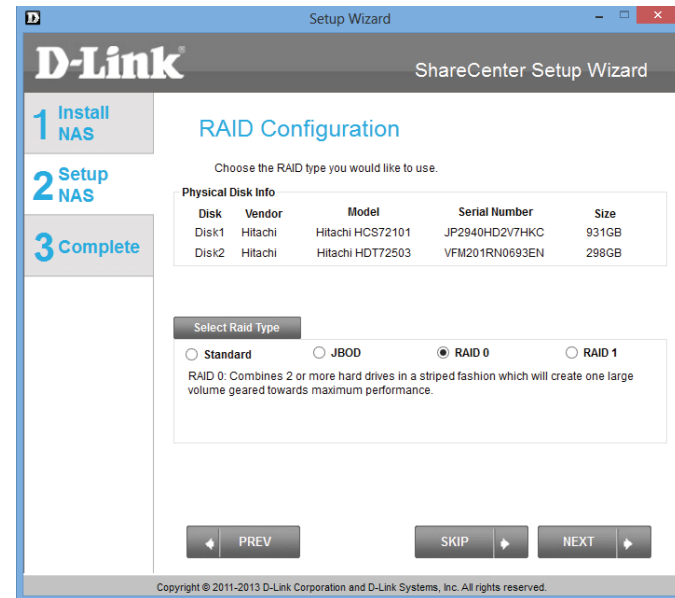 D
Setup Wizard
D-Link®
ShareCenter Setup Wizard
1 Install NAS
2 Setup NAS
3 Complete
RAID Configuration
Choose the RAID type you would like to use.
Physical Disk Info
Disk Vendor Model Serial Number Size
Disk1 Hitachi Hitachi HCS72101 JP2940HD2V7HKC 931GB
Disk2 Hitachi Hitachi HDT72503 VFM201RN0693EN 298GB
Select Raid Type
Standard JBOD RAID 0 RAID 1
RAID 0: Combines 2 or more hard drives in a striped fashion which will create one large
volume geared towards maximum performance.
PREV SKIP NEXT
Copyright © 2011-2013 D-Link Corporation and D-Link Systems, Inc. All rights reserved.